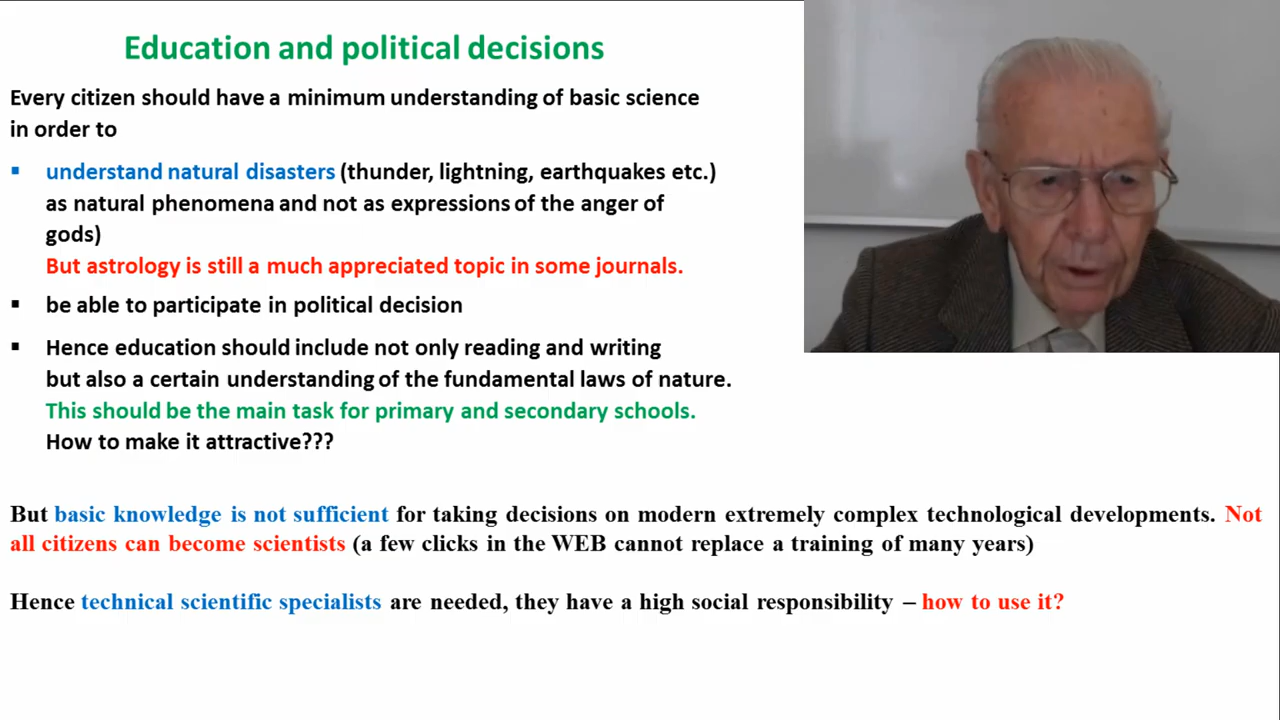 Education and political decisions
Every citizen should have a minimum understanding of basic science
in order to
▪ understand natural disasters (thunder, lightning, earthquakes etc.)
as natural phenomena and not as expressions of the anger of
gods)
But astrology is still a much appreciated topic in some journals.
▪ be able to participate in political decision
▪ Hence education should include not only reading and writing
but also a certain understanding of the fundamental laws of nature.
This should be the main task for primary and secondary schools.
How to make it attractive???
But basic knowledge is not sufficient for taking decisions on modern extremely complex technological developments. Not
all citizens can become scientists (a few clicks in the WEB cannot replace a training of many years)
Hence technical scientific specialists are needed, they have a high social responsibility – how to use it?